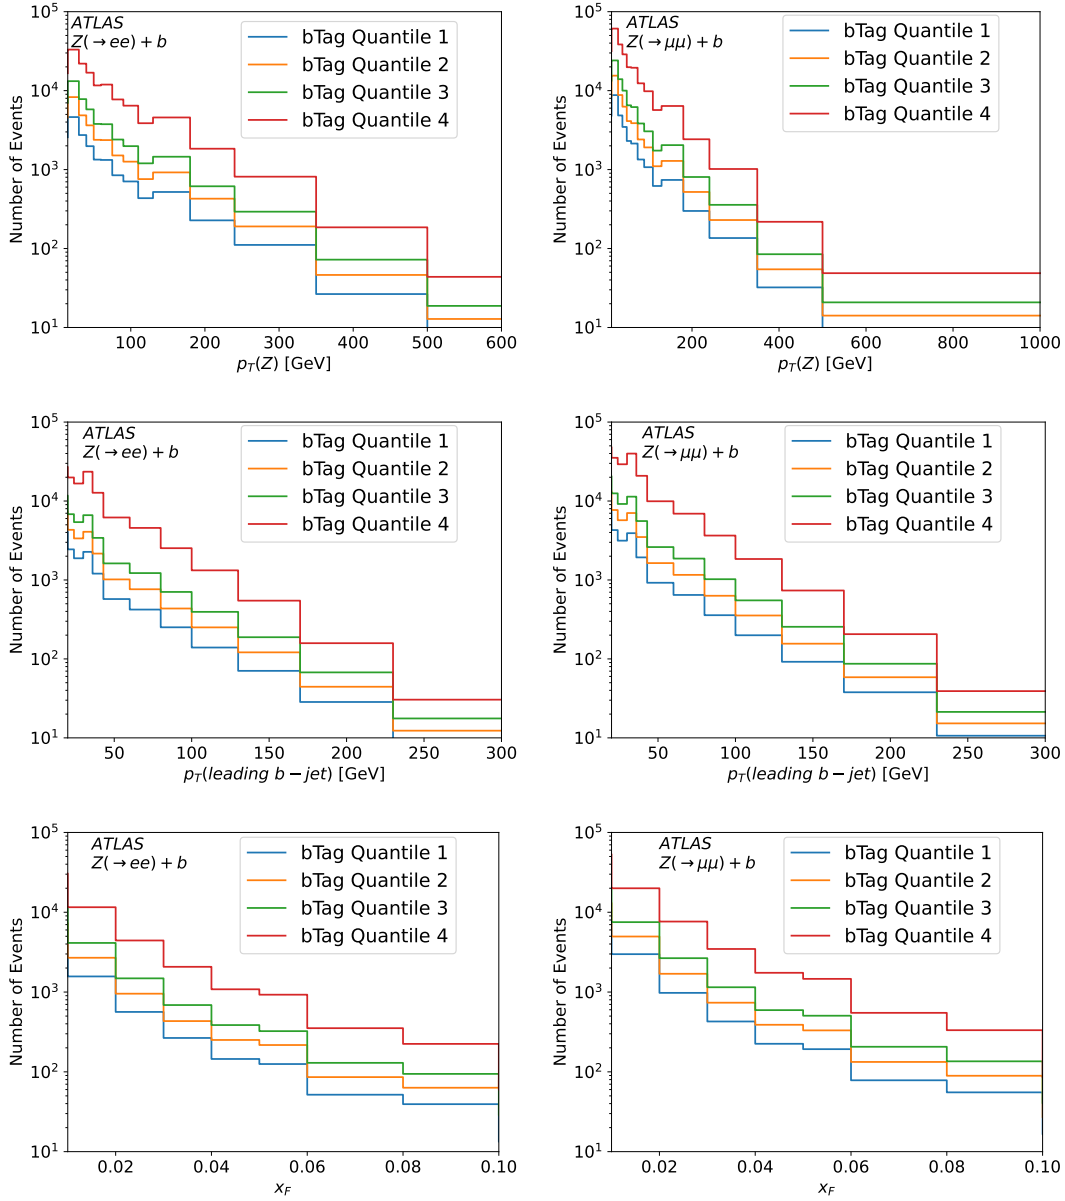 ATLAS
Z(→ee)+b
bTag Quantile 1
bTag Quantile 2
bTag Quantile 3
bTag Quantile 4
Number of Events
10^5
10^4
10^3
10^2
10^1
100 200 300 400 500 600
p_T(Z) [GeV]
ATLAS
Z(→μμ)+b
bTag Quantile 1
bTag Quantile 2
bTag Quantile 3
bTag Quantile 4
Number of Events
10^5
10^4
10^3
10^2
10^1
200 400 600 800 1000
p_T(Z) [GeV]
ATLAS
Z(→ee)+b
bTag Quantile 1
bTag Quantile 2
bTag Quantile 3
bTag Quantile 4
Number of Events
10^5
10^4
10^3
10^2
10^1
50 100 150 200 250 300
p_T(leading b−jet) [GeV]
ATLAS
Z(→μμ)+b
bTag Quantile 1
bTag Quantile 2
bTag Quantile 3
bTag Quantile 4
Number of Events
10^5
10^4
10^3
10^2
10^1
50 100 150 200 250 300
p_T(leading b−jet) [GeV]
ATLAS
Z(→ee)+b
bTag Quantile 1
bTag Quantile 2
bTag Quantile 3
bTag Quantile 4
Number of Events
10^5
10^4
10^3
10^2
10^1
0.02 0.04 0.06 0.08 0.10
x_F
ATLAS
Z(→μμ)+b
bTag Quantile 1
bTag Quantile 2
bTag Quantile 3
bTag Quantile 4
Number of Events
10^5
10^4
10^3
10^2
10^1
0.02 0.04 0.06 0.08 0.10
x_F